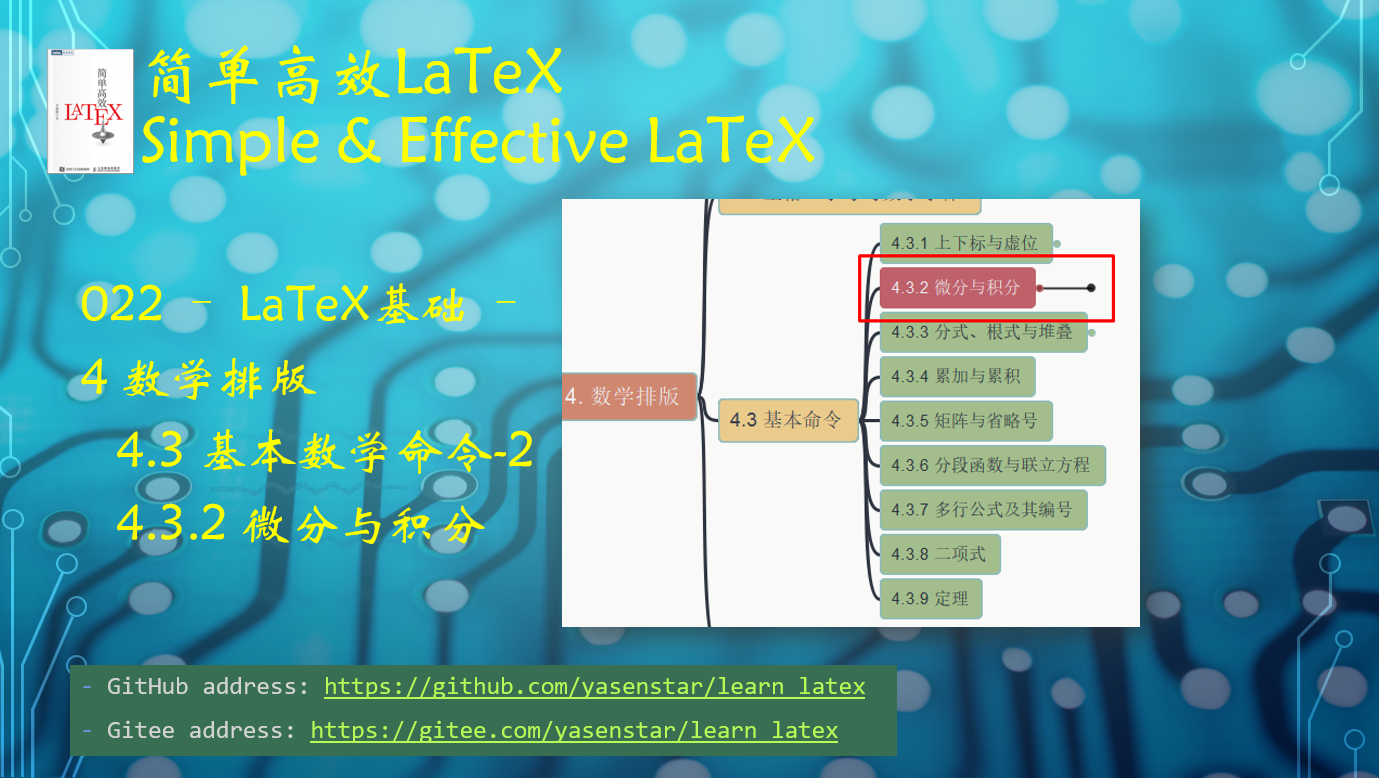 简单高效LaTeX
Simple & Effective LaTeX
简单高效
LATEX
022 - LaTeX基础 -
4 数学排版
4.3 基本数学命令-2
4.3.2 微分与积分
4. 数学排版
4.3 基本命令
4.3.1 上下标与虚位
4.3.2 微分与积分
4.3.3 分式、根式与堆叠
4.3.4 累加与累积
4.3.5 矩阵与省略号
4.3.6 分段函数与联立方程
4.3.7 多行公式及其编号
4.3.8 二项式
4.3.9 定理
- GitHub address: https://github.com/yasenstar/learn_latex
- Gitee address: https://gitee.com/yasenstar/learn_latex